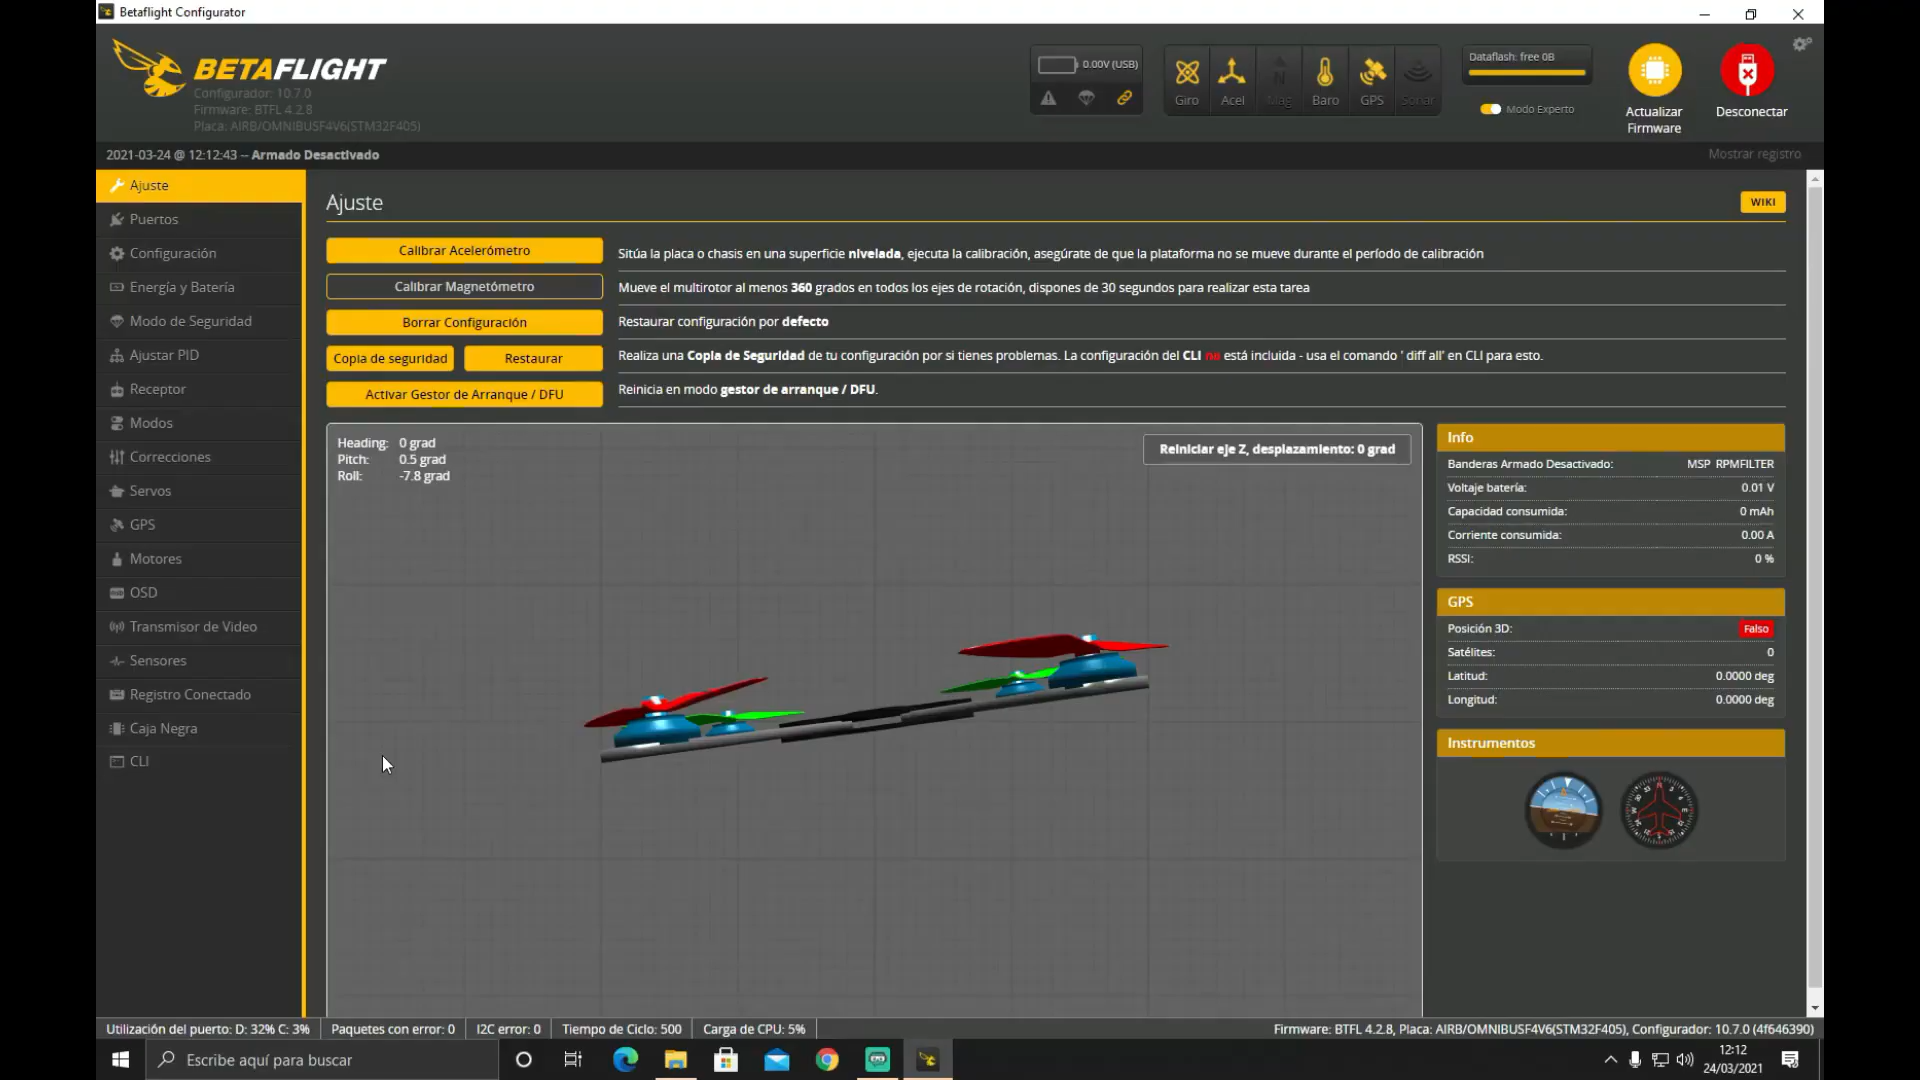 Betaflight Configurator
BETAFLIGHT
Configurador: 10.7.0
Firmware: BTFL 4.2.8
Placa: AIRB/OMNIBUSF4V6(STM32F405)
0.00V (USB)
Giro
Acel
Mag
Baro
GPS
Sonar
Dataflash: free 0B
Modo Experto
Actualizar
Firmware
Desconectar
2021-03-24 @ 12:12:43 -- Armado Desactivado
Mostrar registro
Ajuste
Puertos
Configuración
Energía y Batería
Modo de Seguridad
Ajustar PID
Receptor
Modos
Correcciones
Servos
GPS
Motores
OSD
Transmisor de Video
Sensores
Registro Conectado
Caja Negra
CLI
Ajuste
WIKI
Calibrar Acelerómetro
Sitúa la placa o chasis en una superficie nivelada, ejecuta la calibración, asegúrate de que la plataforma no se mueve durante el período de calibración
Calibrar Magnetómetro
Mueve el multirotor al menos 360 grados en todos los ejes de rotación, dispones de 30 segundos para realizar esta tarea
Borrar Configuración
Restaurar configuración por defecto
Copia de seguridad
Restaurar
Realiza una Copia de Seguridad de tu configuración por si tienes problemas. La configuración del CLI no está incluida - usa el comando ' diff all' en CLI para esto.
Activar Gestor de Arranque / DFU
Reinicia en modo gestor de arranque / DFU.
Heading: 0 grad
Pitch: 0.5 grad
Roll: -7.8 grad
Reiniciar eje Z, desplazamiento: 0 grad
Info
Banderas Armado Desactivado: MSP RPMFILTER
Voltaje batería: 0.01 V
Capacidad consumida: 0 mAh
Corriente consumida: 0.00 A
RSSI: 0 %
GPS
Posición 3D: Falso
Satélites: 0
Latitud: 0.0000 deg
Longitud: 0.0000 deg
Instrumentos
Utilización del puerto: D: 32% C: 3%
Paquetes con error: 0
I2C error: 0
Tiempo de Ciclo: 500
Carga de CPU: 5%
Firmware: BTFL 4.2.8, Placa: AIRB/OMNIBUSF4V6(STM32F405), Configurador: 10.7.0 (4f646390)
Escribe aquí para buscar
12:12
24/03/2021